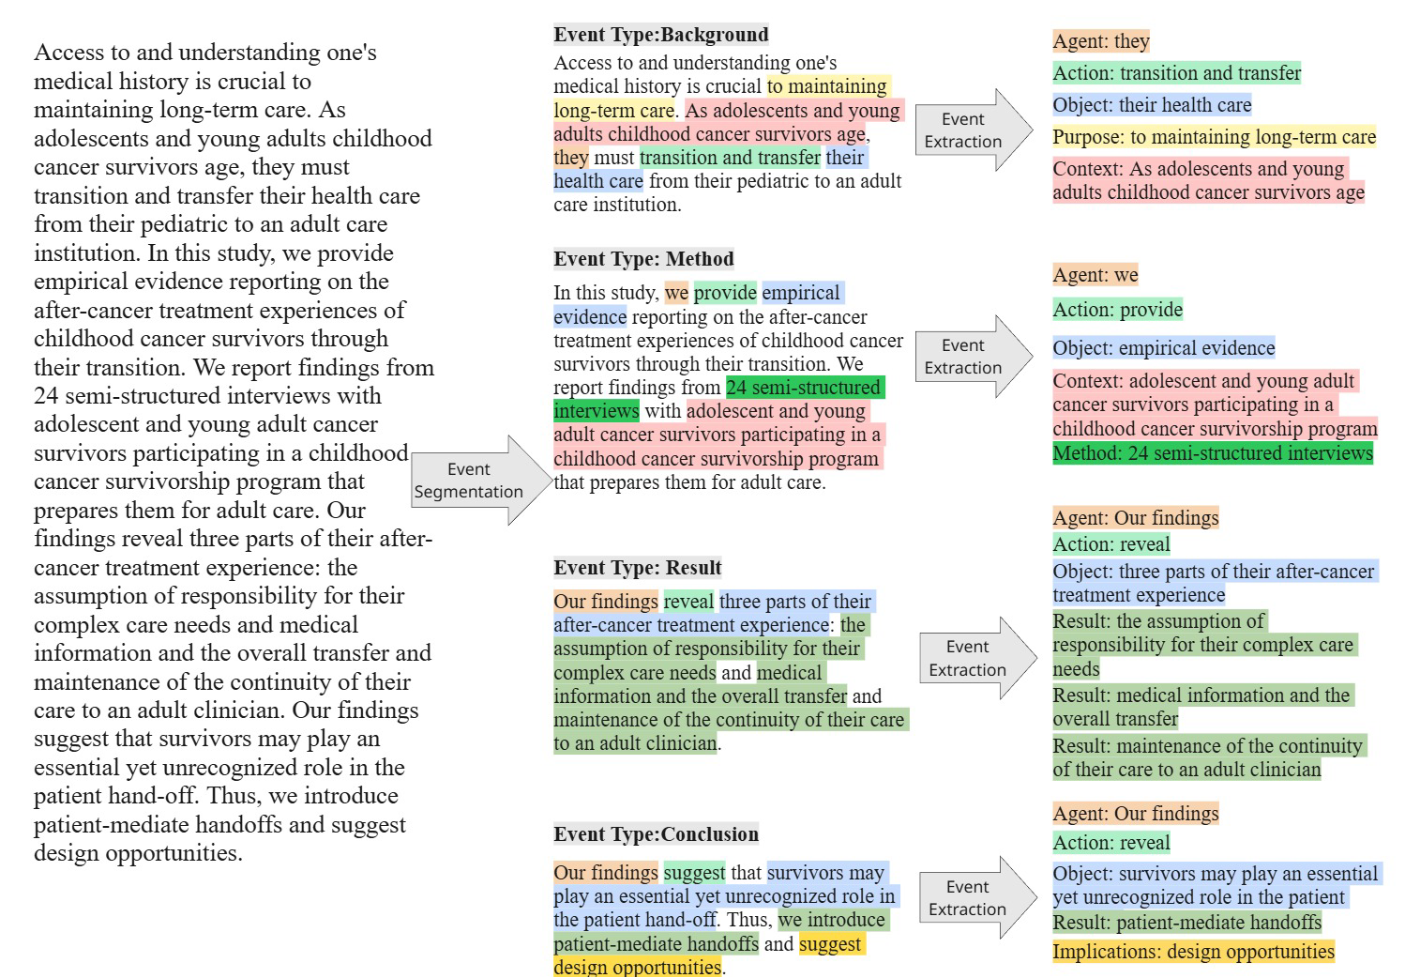 Access to and understanding one's
medical history is crucial to
maintaining long-term care. As
adolescents and young adults childhood
cancer survivors age, they must
transition and transfer their health care
from their pediatric to an adult care
institution. In this study, we provide
empirical evidence reporting on the
after-cancer treatment experiences of
childhood cancer survivors through
their transition. We report findings from
24 semi-structured interviews with
adolescent and young adult cancer
survivors participating in a childhood
cancer survivorship program that
prepares them for adult care. Our
findings reveal three parts of their after-
cancer treatment experience: the
assumption of responsibility for their
complex care needs and medical
information and the overall transfer and
maintenance of the continuity of their
care to an adult clinician. Our findings
suggest that survivors may play an
essential yet unrecognized role in the
patient hand-off. Thus, we introduce
patient-mediate handoffs and suggest
design opportunities.
Event
Segmentation
Event Type:Background
Access to and understanding one's
medical history is crucial to maintaining
long-term care. As adolescents and young
adults childhood cancer survivors age,
they must transition and transfer their
health care from their pediatric to an adult
care institution.
Event
Extraction
Agent: they
Action: transition and transfer
Object: their health care
Purpose: to maintaining long-term care
Context: As adolescents and young
adults childhood cancer survivors age
Event Type: Method
In this study, we provide empirical
evidence reporting on the after-cancer
treatment experiences of childhood cancer
survivors through their transition. We
report findings from 24 semi-structured
interviews with adolescent and young
adult cancer survivors participating in a
childhood cancer survivorship program
that prepares them for adult care.
Event
Extraction
Agent: we
Action: provide
Object: empirical evidence
Context: adolescent and young adult
cancer survivors participating in a
childhood cancer survivorship program
Method: 24 semi-structured interviews
Event Type: Result
Our findings reveal three parts of their
after-cancer treatment experience: the
assumption of responsibility for their
complex care needs and medical
information and the overall transfer and
maintenance of the continuity of their care
to an adult clinician.
Event
Extraction
Agent: Our findings
Action: reveal
Object: three parts of their after-cancer
treatment experience
Result: the assumption of
responsibility for their complex care
needs
Result: medical information and the
overall transfer
Result: maintenance of the continuity
of their care to an adult clinician
Event Type:Conclusion
Our findings suggest that survivors may
play an essential yet unrecognized role in
the patient hand-off. Thus, we introduce
patient-mediate handoffs and suggest
design opportunities.
Event
Extraction
Agent: Our findings
Action: reveal
Object: survivors may play an essential
yet unrecognized role in the patient
Result: patient-mediate handoffs
Implications: design opportunities